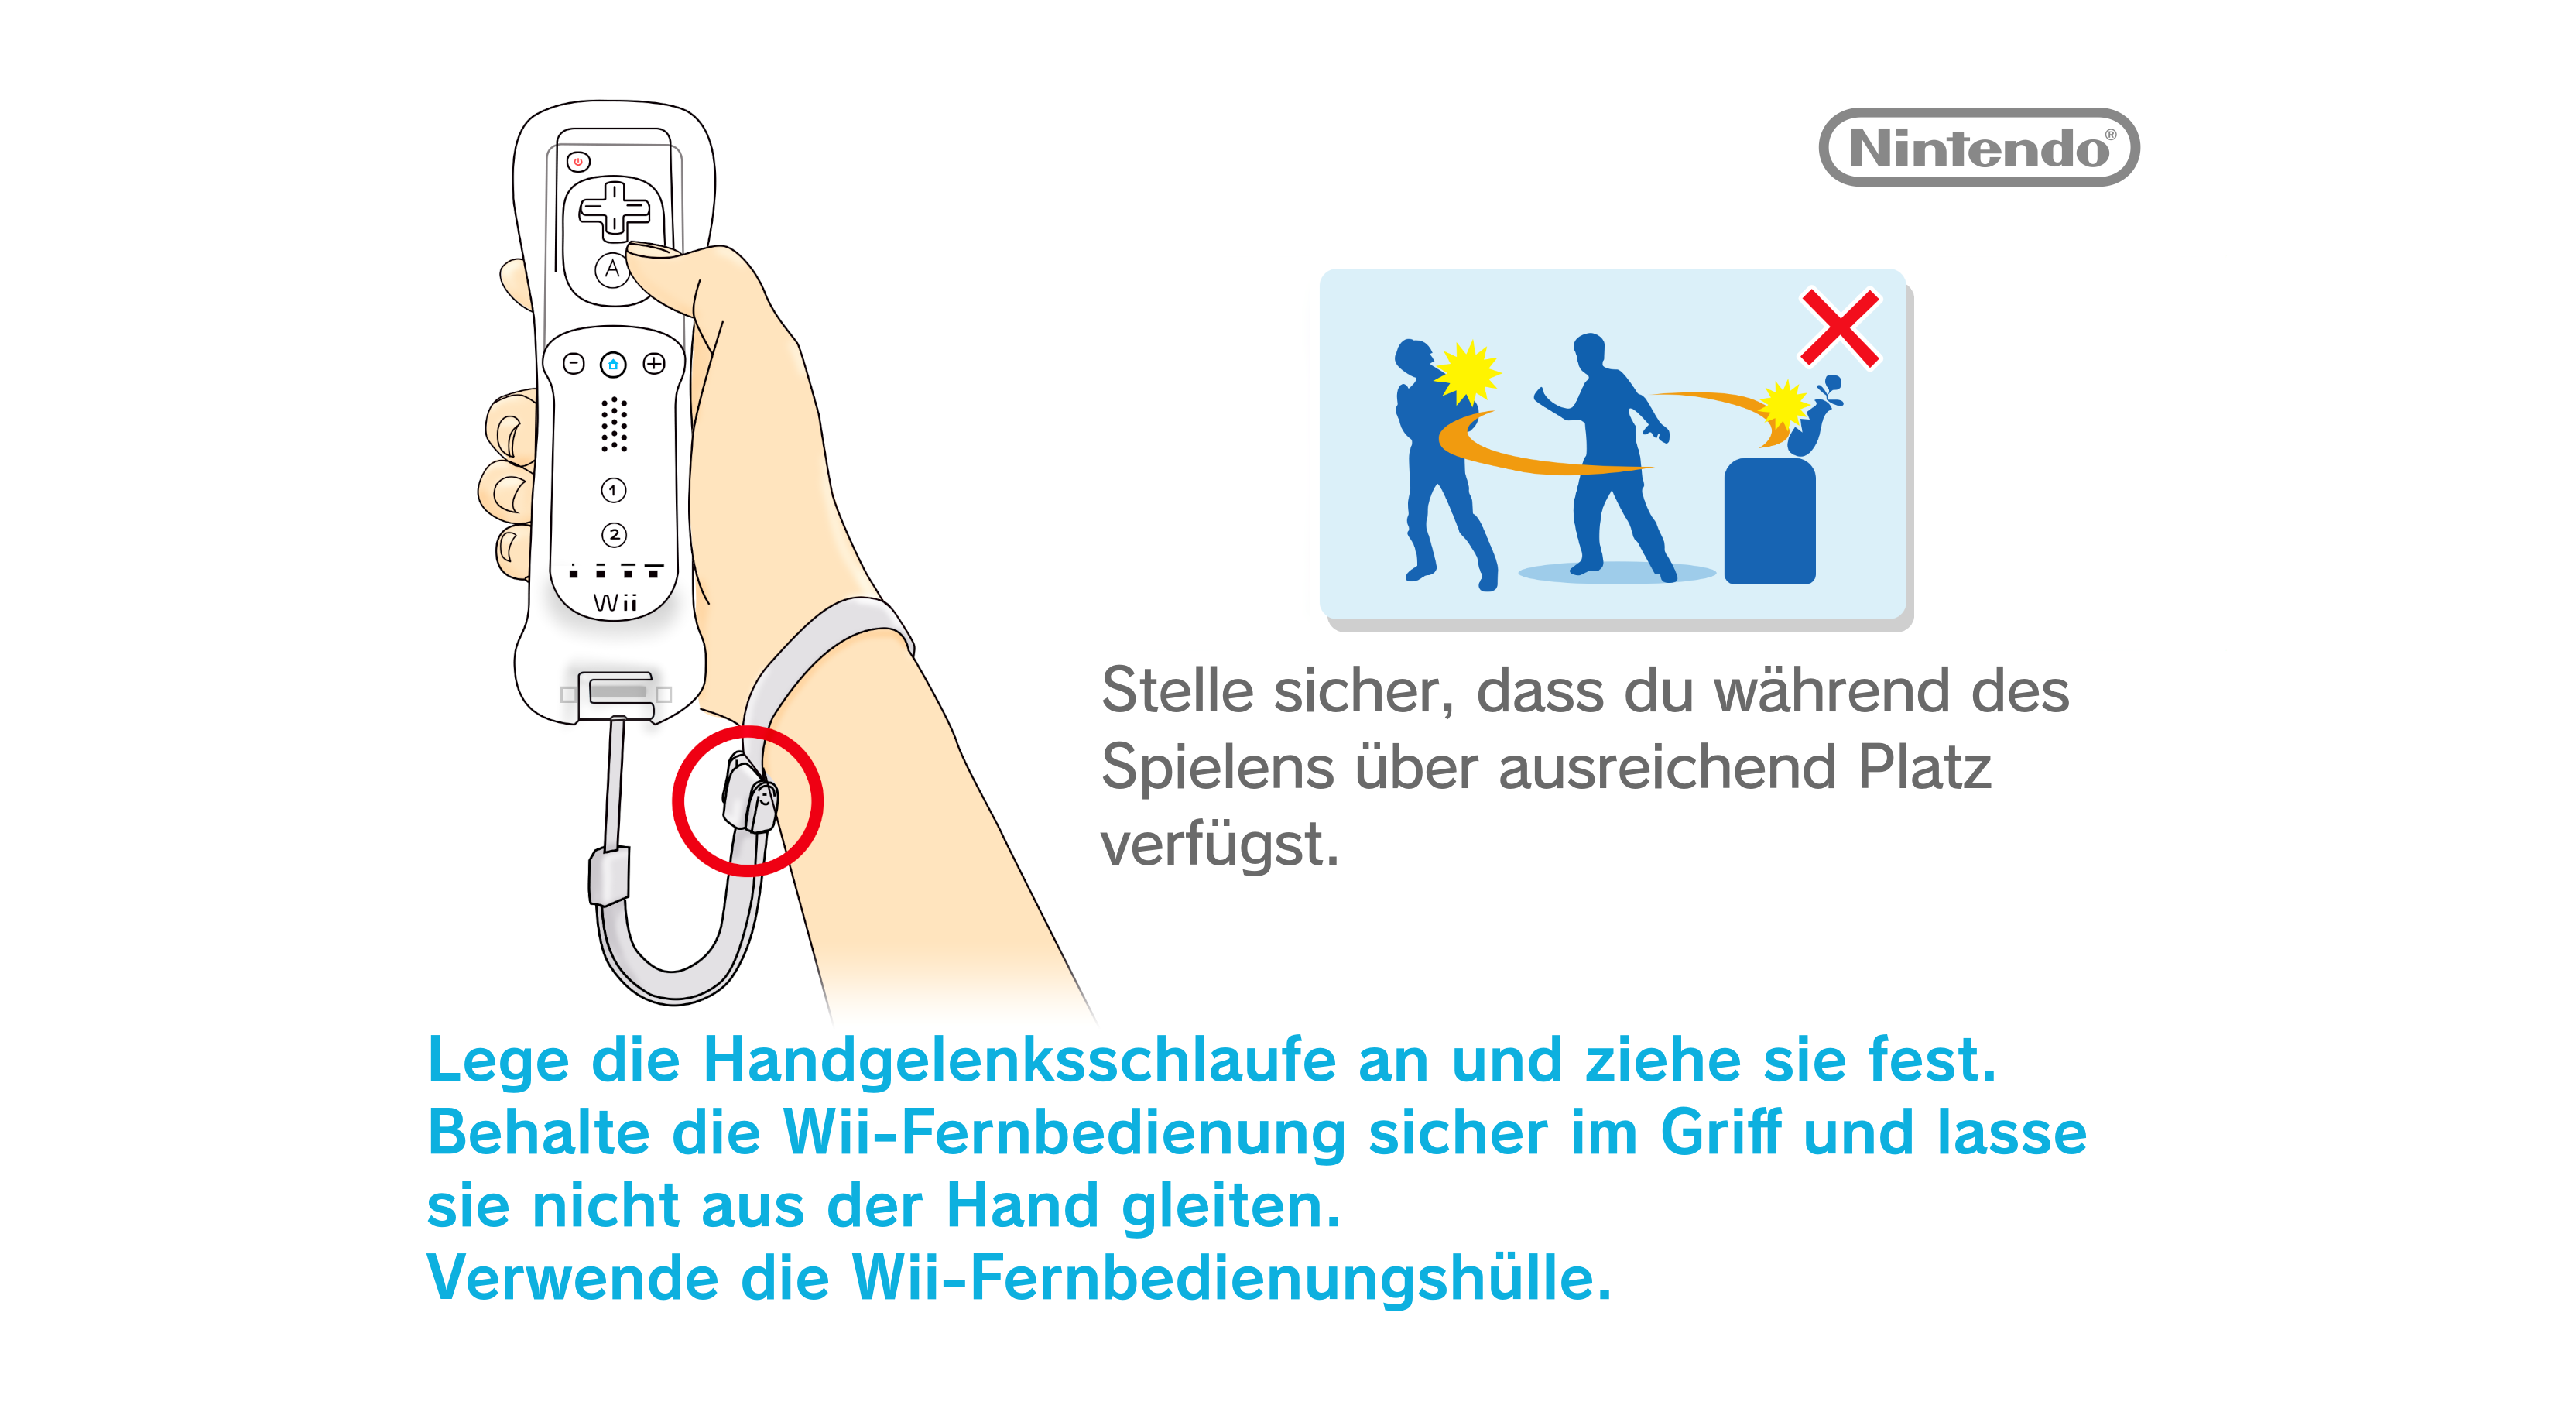 Nintendo®
A
1
2
Wii
Stelle sicher, dass du während des
Spielens über ausreichend Platz
verfügst.
Lege die Handgelenksschlaufe an und ziehe sie fest.
Behalte die Wii-Fernbedienung sicher im Griff und lasse
sie nicht aus der Hand gleiten.
Verwende die Wii-Fernbedienungshülle.